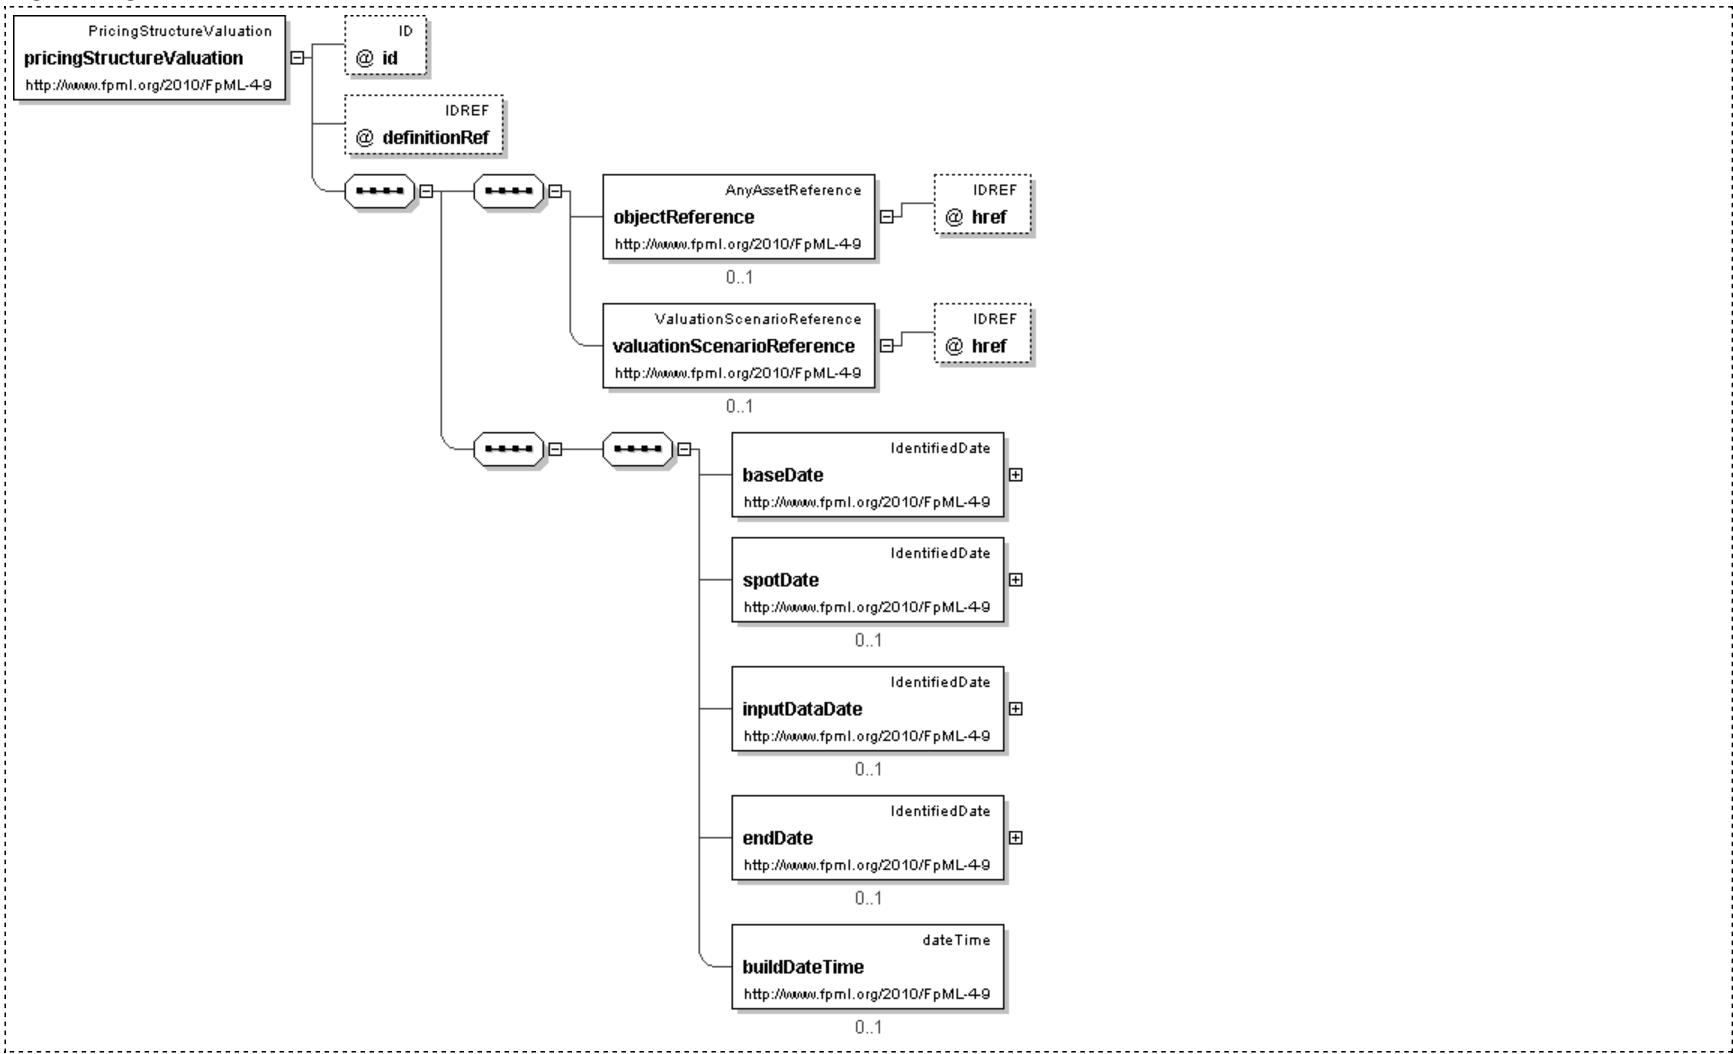 PricingStructureValuation
pricingStructureValuation
http://www.fpml.org/2010/FpML-4-9
ID
@ id
IDREF
@ definitionRef
AnyAssetReference
objectReference
http://www.fpml.org/2010/FpML-4-9
0..1
IDREF
@ href
ValuationScenarioReference
valuationScenarioReference
http://www.fpml.org/2010/FpML-4-9
0..1
IDREF
@ href
IdentifiedDate
baseDate
http://www.fpml.org/2010/FpML-4-9
IdentifiedDate
spotDate
http://www.fpml.org/2010/FpML-4-9
0..1
IdentifiedDate
inputDataDate
http://www.fpml.org/2010/FpML-4-9
0..1
IdentifiedDate
endDate
http://www.fpml.org/2010/FpML-4-9
0..1
dateTime
buildDateTime
http://www.fpml.org/2010/FpML-4-9
0..1